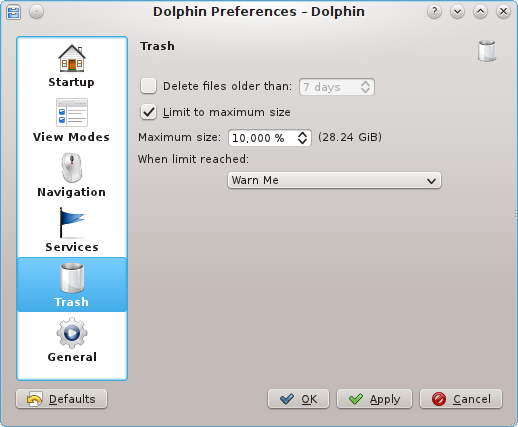 Dolphin Preferences – Dolphin
Startup
View Modes
Navigation
Services
Trash
General
Trash
Delete files older than: 7 days
Limit to maximum size
Maximum size: 10,000 % (28.24 GiB)
When limit reached:
Warn Me
Defaults
OK
Apply
Cancel